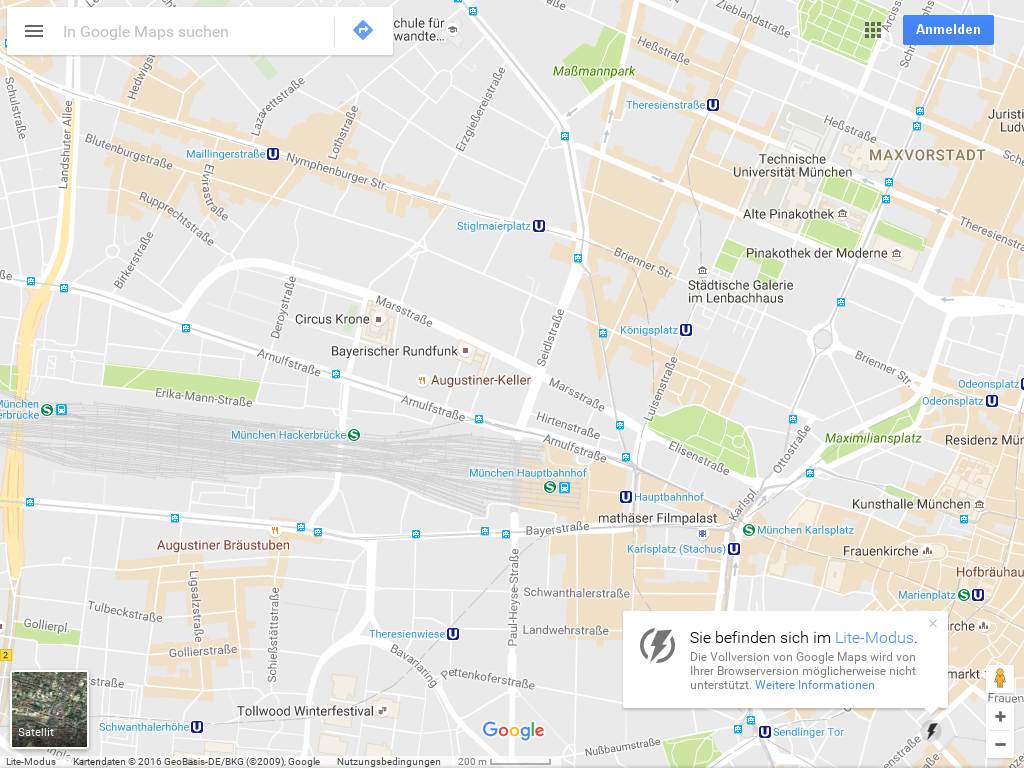 In Google Maps suchen
chule für
wandte...
Anmelden
Heßstraße
Maßmannpark
Theresienstraße
Schulstraße
Landshuter Allee
Lazarettstraße
Lothstraße
Erzgießereistraße
Heßstraße
Juristi
Ludw
MAXVORSTADT
Blutenburgstraße
Maillingerstraße
Nymphenburger Str.
Technische
Universität München
Elvirastraße
Rupprechtstraße
Alte Pinakothek
Theresienstraße
Stiglmaierplatz
Birkerstraße
Brienner Str.
Pinakothek der Moderne
Städtische Galerie
im Lenbachhaus
Deroystraße
Marsstraße
Circus Krone
Seidlstraße
Königsplatz
Bayerischer Rundfunk
Arnulfstraße
Brienner Str.
Augustiner-Keller
Marsstraße
Luisenstraße
Odeonsplatz
Odeonsplatz
Erika-Mann-Straße
München
erbrücke
Arnulfstraße
Hirtenstraße
München Hackerbrücke
Arnulfstraße
Elisenstraße
Ottostraße
Maximiliansplatz
Residenz Mün
München Hauptbahnhof
Hauptbahnhof
Karlspl.
Kunsthalle München
mathäser Filmpalast
Bayerstraße
München Karlsplatz
Augustiner Bräustuben
Karlsplatz (Stachus)
Frauenkirche
Hofbräuhau
Ligsalzstraße
Schießstättstraße
Paul-Heyse-Straße
Schwanthalerstraße
Marienplatz
Tulbeckstraße
Gollierpl.
Theresienwiese
Landwehrstraße
kirche
Gollierstraße
Bavariaring
Sie befinden sich im Lite-Modus.
Die Vollversion von Google Maps wird von
Ihrer Browserversion möglicherweise nicht
unterstützt. Weitere Informationen
2
Pettenkoferstraße
markt
Frauen
Tollwood Winterfestival
Schwanthalerhöhe
Satellit
Google
Sendlinger Tor
Nußbaumstraße
Lite-Modus
Kartendaten © 2016 GeoBasis-DE/BKG (©2009), Google
Nutzungsbedingungen
200 m